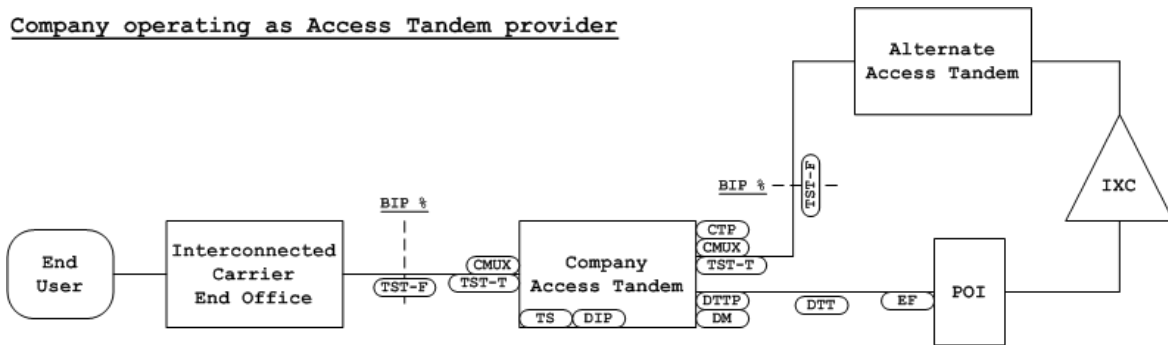 Company operating as Access Tandem provider
Alternate
Access Tandem
IXC
TST-F
BIP %
BIP %
End
User
Interconnected
Carrier
End Office
TST-F
CMUX
TST-T
Company
Access Tandem
TS
DIP
CTP
CMUX
TST-T
DTTP
DM
DTT
EF
POI